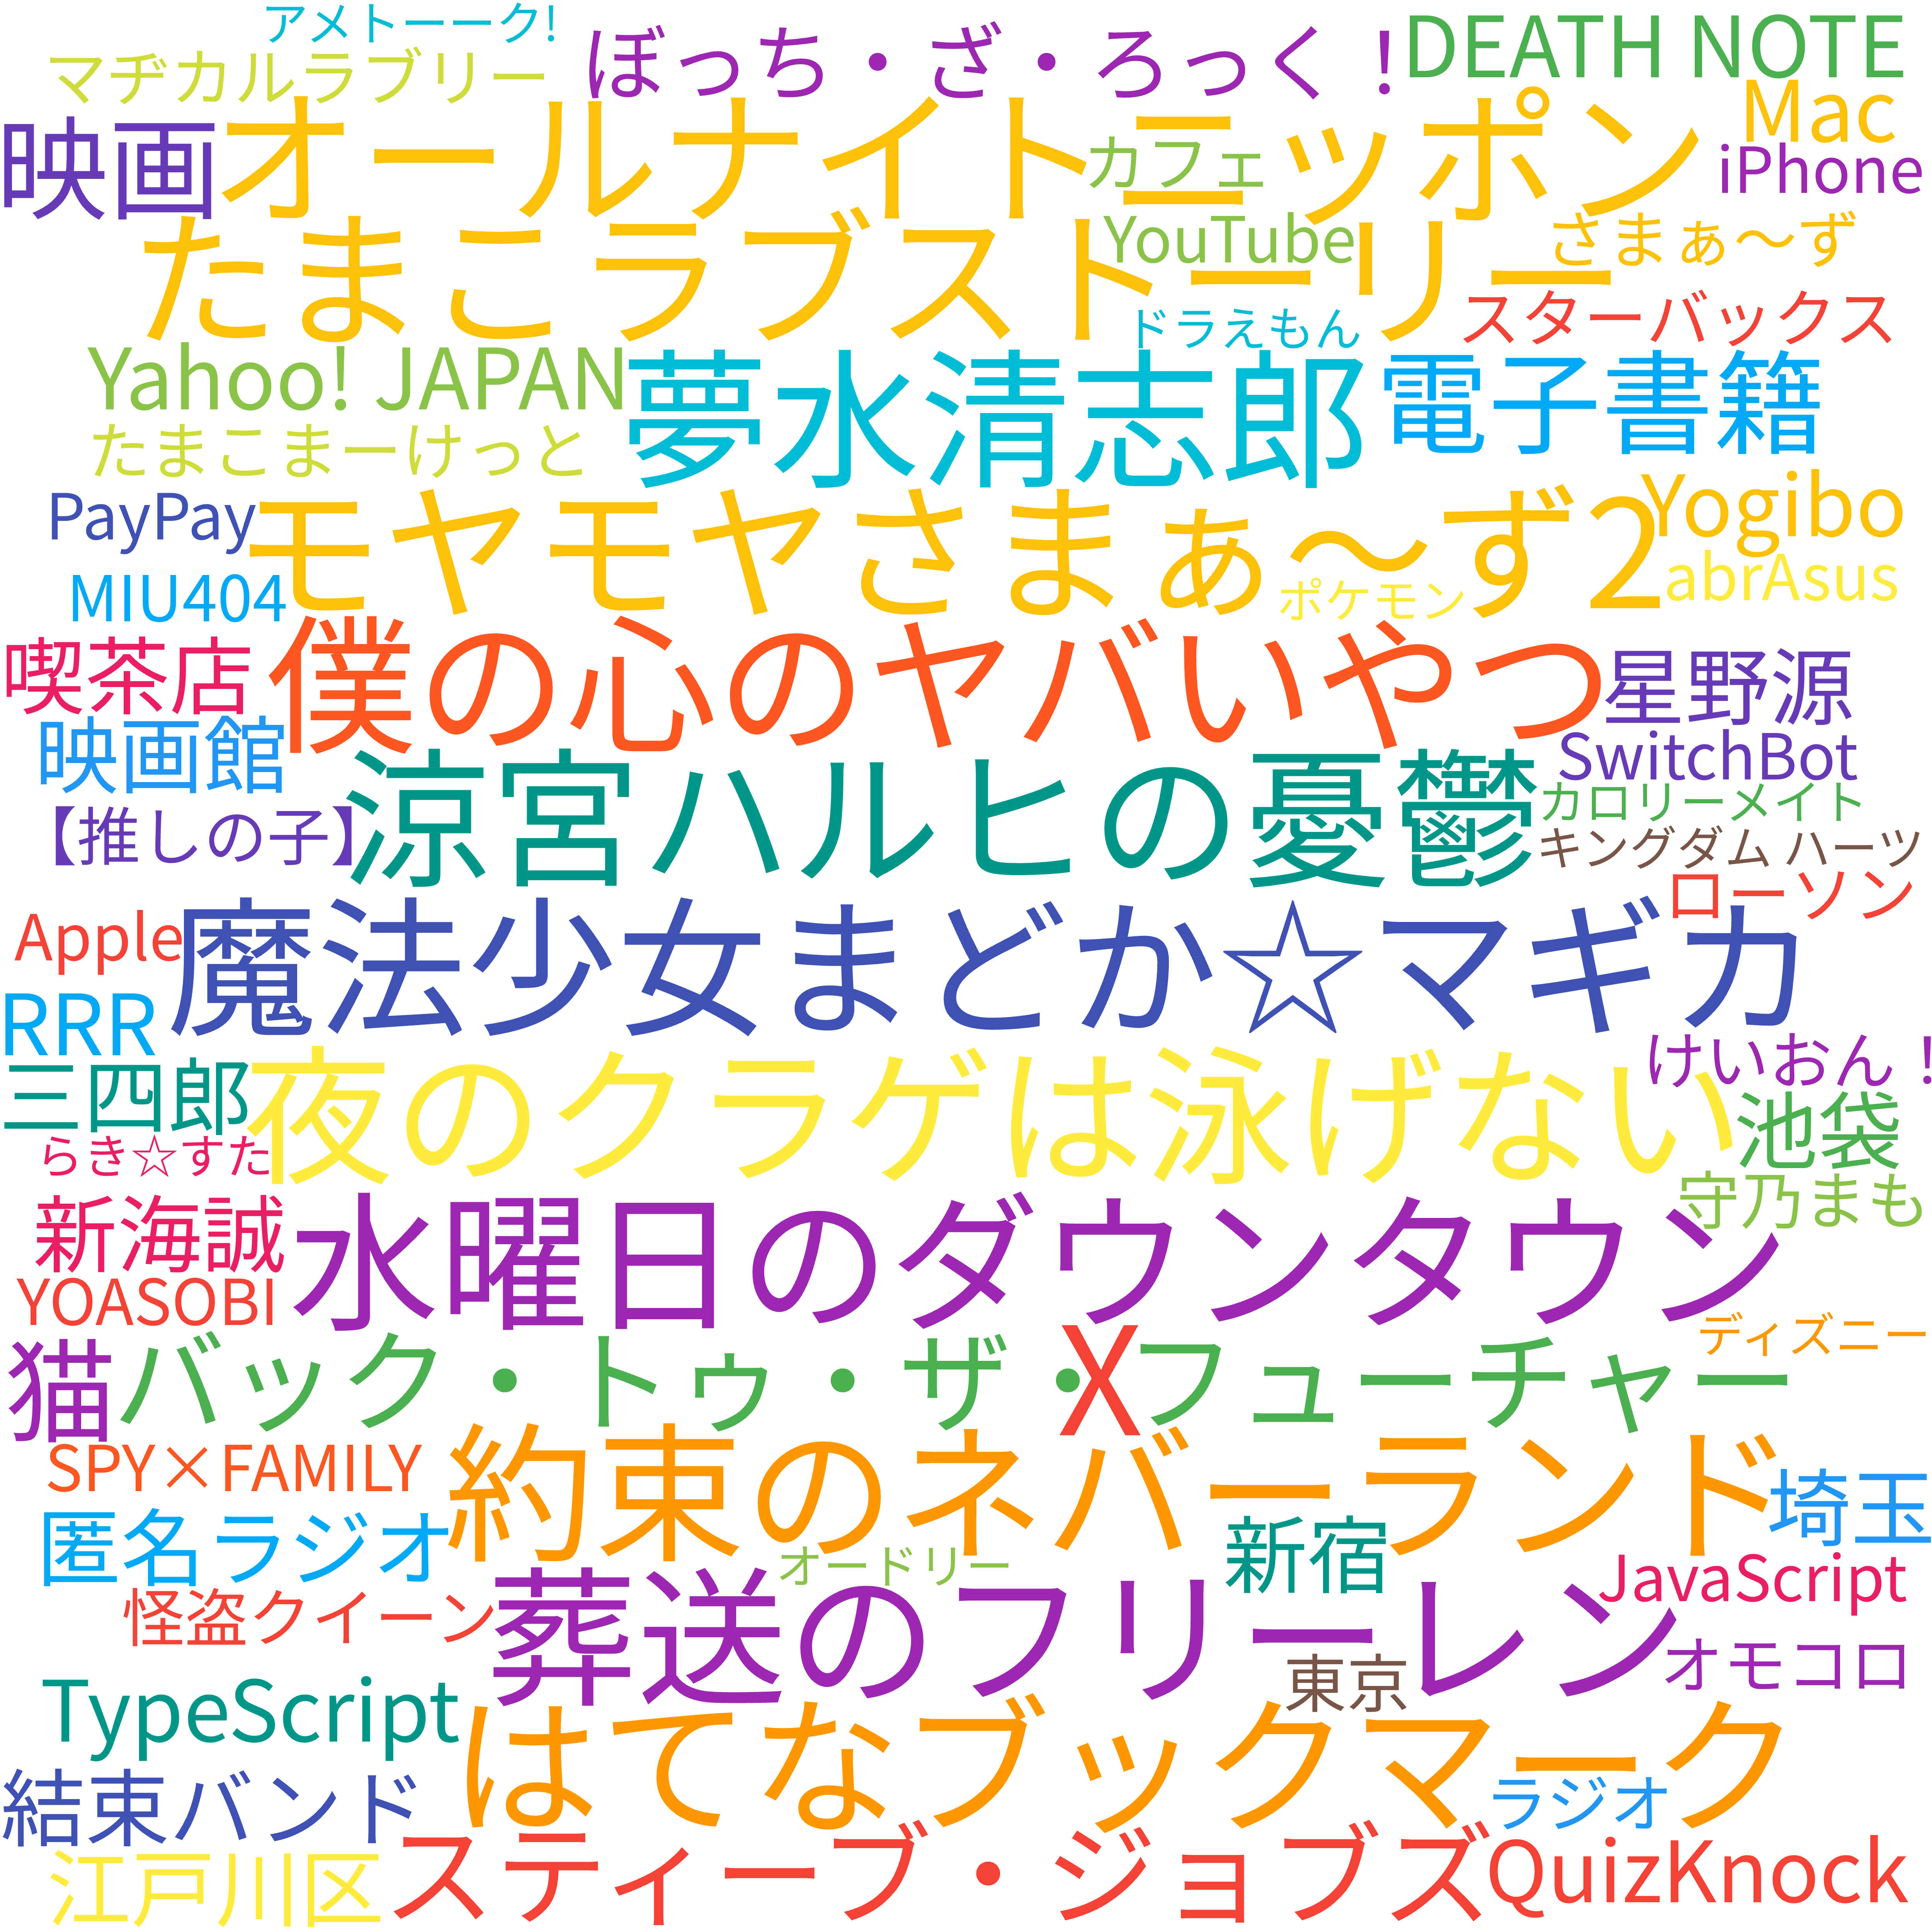 アメトーーク!
マヂカルラブリー
ぼっち・ざ・ろっく!
DEATH NOTE
Mac
映画
オールナイトニッポン
カフェ
iPhone
たまこラブストーリー
YouTube
さまぁ〜ず
スターバックス
ドラえもん
Yahoo! JAPAN
夢水清志郎
電子書籍
たまこまーけっと
PayPay
モヤモヤさまぁ〜ず2
Yogibo
abrAsus
MIU404
ポケモン
喫茶店
僕の心のヤバいやつ
星野源
映画館
SwitchBot
涼宮ハルヒの憂鬱
カロリーメイト
【推しの子】
キングダム ハーツ
ローソン
Apple
魔法少女まどか☆マギカ
RRR
けいおん!
三四郎
夜のクラゲは泳げない
池袋
らき☆すた
守乃まも
新海誠
水曜日のダウンタウン
YOASOBI
ディズニー
猫
バック・トゥ・ザ・フューチャー
X
SPY×FAMILY
約束のネバーランド
埼玉
匿名ラジオ
新宿
オードリー
JavaScript
怪盗クイーン
葬送のフリーレン
オモコロ
東京
TypeScript
はてなブックマーク
結束バンド
ラジオ
スティーブ・ジョブズ
QuizKnock
江戸川区